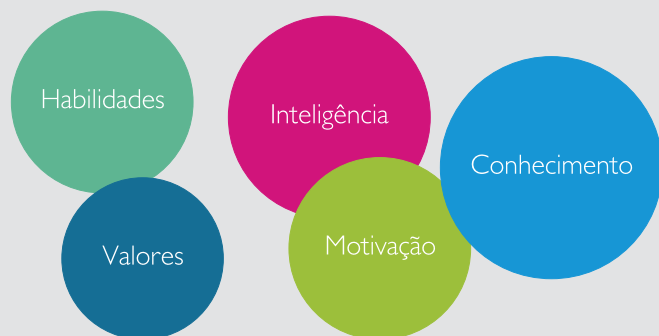 Habilidades
Inteligência
Conhecimento
Valores
Motivação